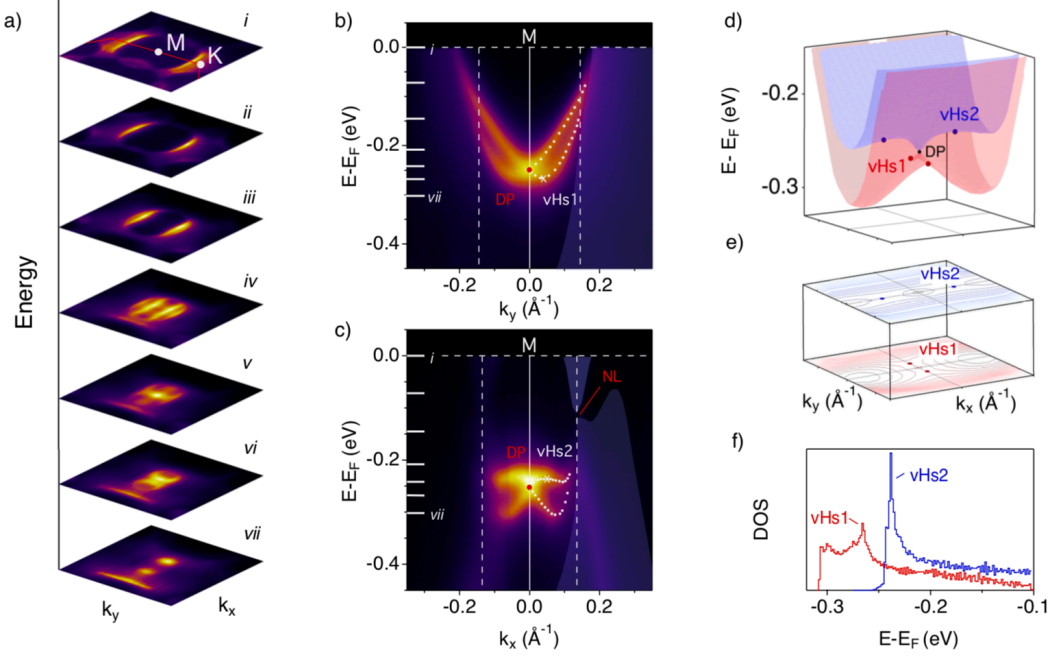 a)
i
M
K
ii
iii
iv
v
vi
vii
Energy
k_y
k_x
b)
M
0.0
-0.2
-0.4
E-E_F (eV)
i
vii
DP
vHs1
-0.2
0.0
0.2
k_y (Å⁻¹)
c)
M
0.0
-0.2
-0.4
E-E_F (eV)
i
vii
NL
DP
vHs2
-0.2
0.0
0.2
k_x (Å⁻¹)
d)
-0.2
-0.3
E- E_F (eV)
vHs2
DP
vHs1
e)
vHs2
vHs1
k_y (Å⁻¹)
k_x (Å⁻¹)
f)
DOS
vHs1
vHs2
-0.3
-0.2
-0.1
E-E_F (eV)